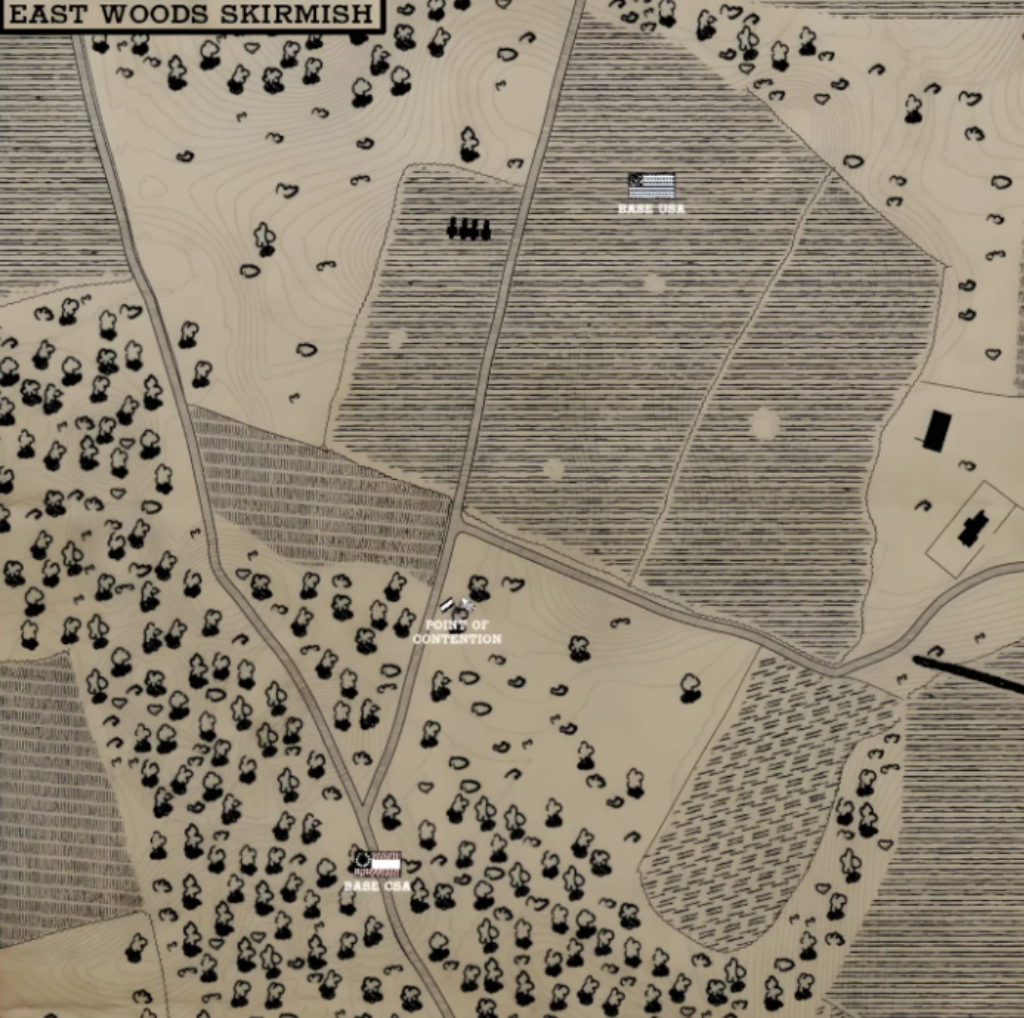 EAST WOODS SKIRMISH
BASE USA
POINT OF
CONTENTION
BASE CSA